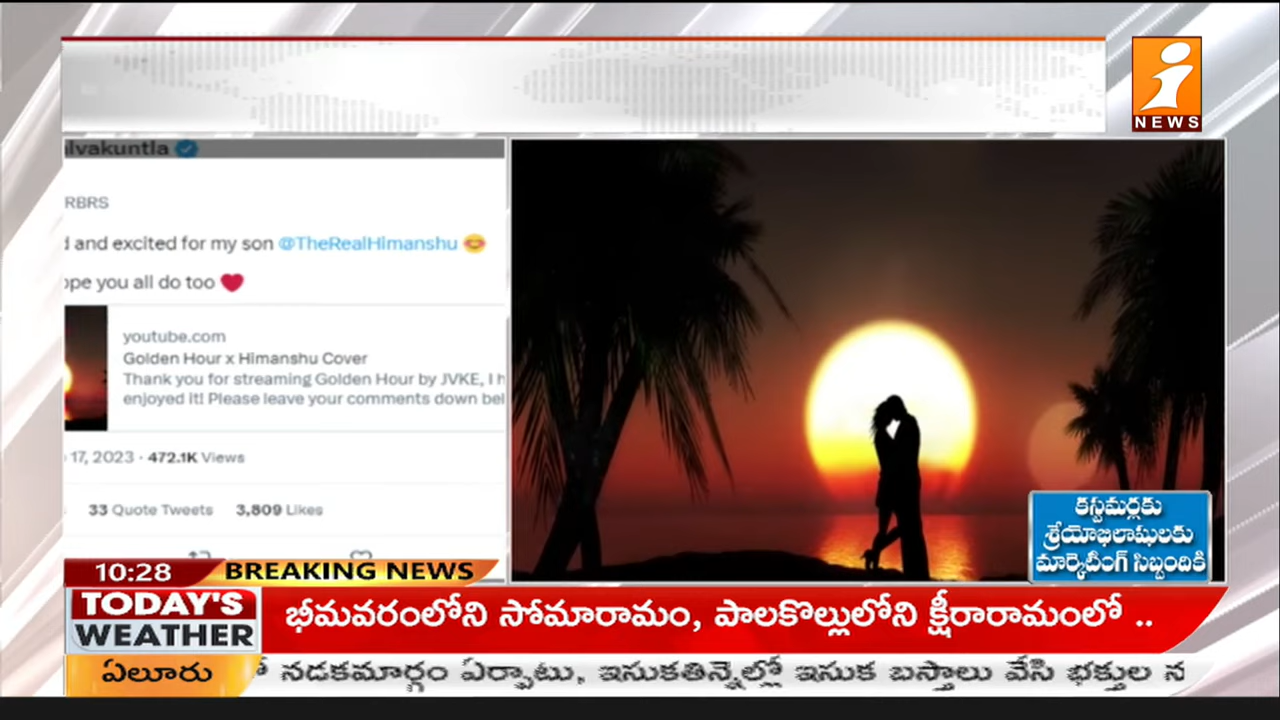 i
NEWS
lvakuntla
RBRS
d and excited for my son @TheRealHimanshu
ope you all do too
youtube.com
Golden Hour x Himanshu Cover
Thank you for streaming Golden Hour by JVKE, I h
enjoyed it! Please leave your comments down bel
17, 2023 · 472.1K Views
33 Quote Tweets 3,809 Likes
కస్టమర్లకు
శ్రేయోభిలాషులకు
మార్కెటింగ్ సిబ్బందికి
10:28 BREAKING NEWS
TODAY'S
WEATHER
భీమవరంలోని సోమారామం, పాలకొల్లులోని క్షీరారామంలో ..
ఏలూరు
లో నడకమార్గం ఏర్పాటు, ఇసుకతిన్నెల్లో ఇసుక బస్తాలు వేసి భక్తుల న